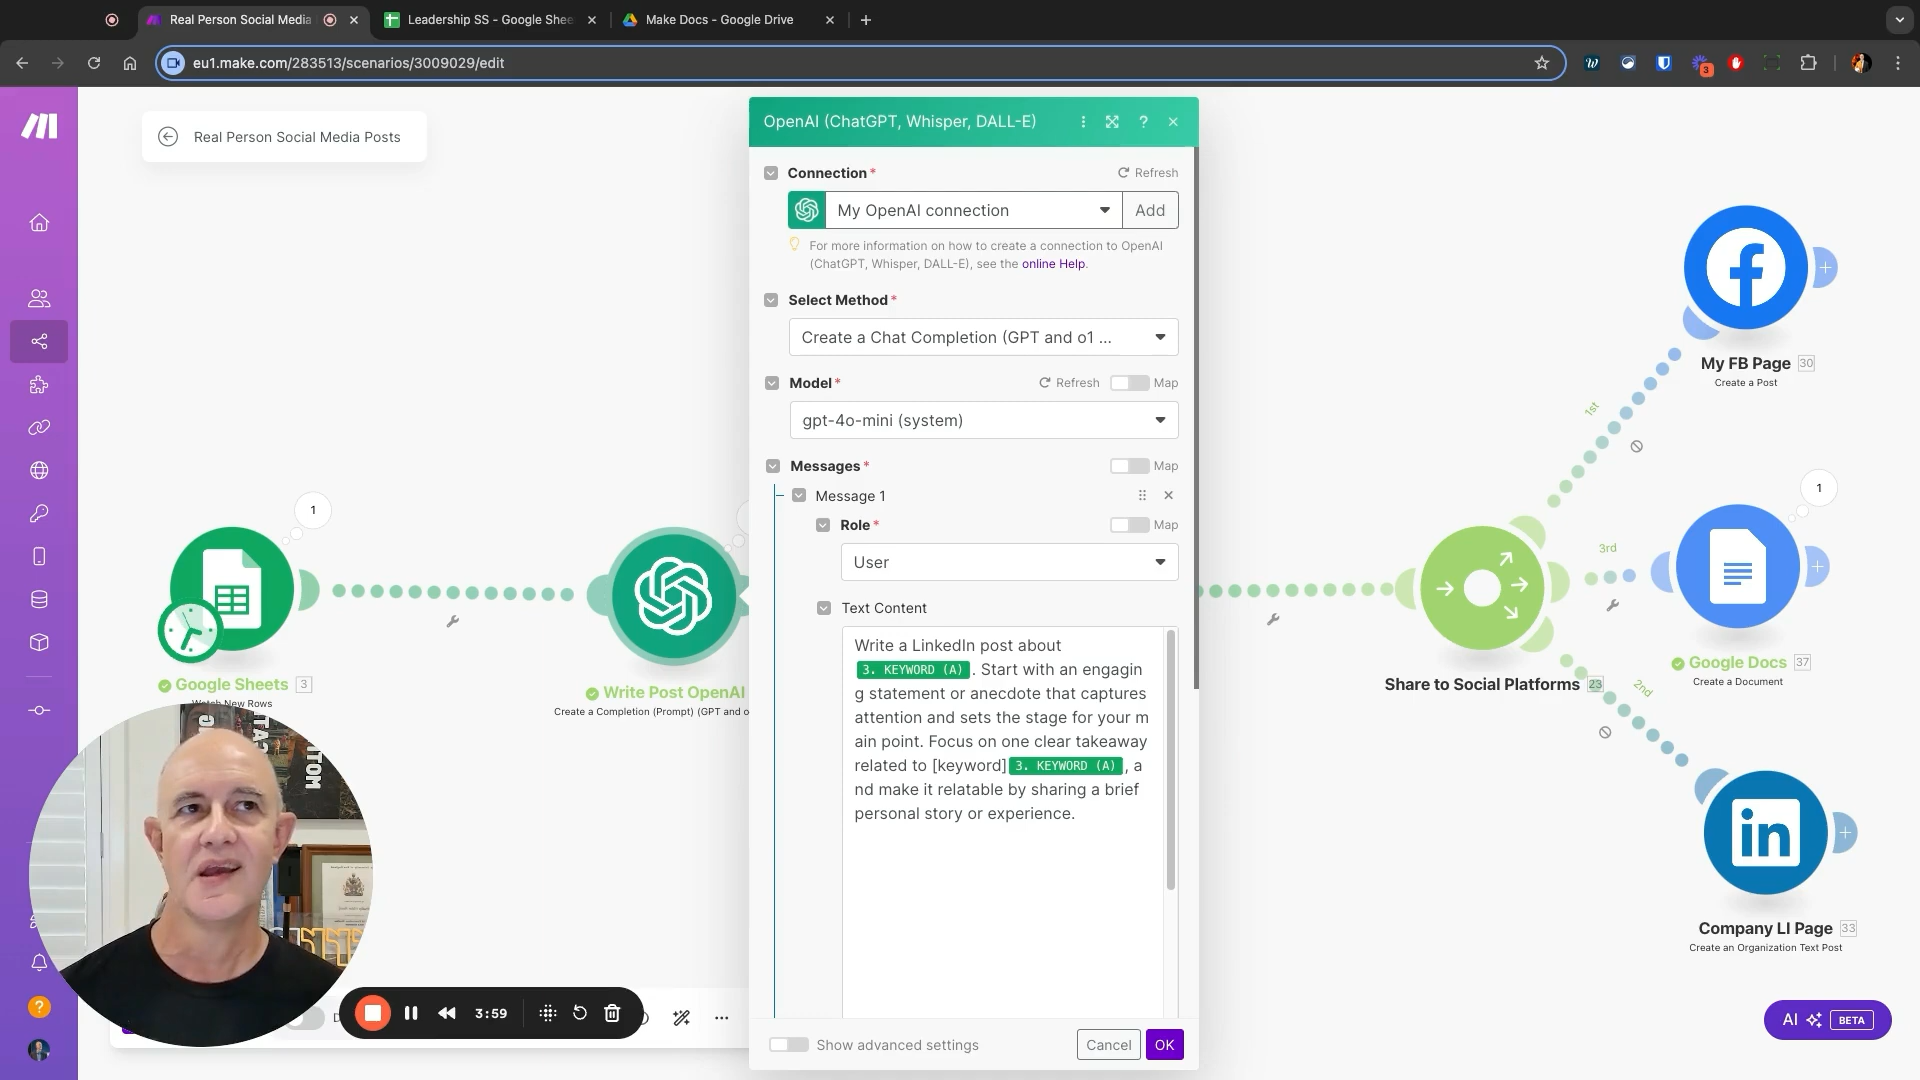 Real Person Social Media
Leadership SS - Google Shee
Make Docs - Google Drive
eu1.make.com/283513/scenarios/3009029/edit
3
Real Person Social Media Posts
OpenAI (ChatGPT, Whisper, DALL-E)
Connection*
Refresh
My OpenAI connection
Add
For more information on how to create a connection to OpenAI
(ChatGPT, Whisper, DALL-E), see the online Help.
Select Method*
Create a Chat Completion (GPT and o1 ...
Model*
Refresh
Map
gpt-4o-mini (system)
Messages*
Map
Message 1
Role*
Map
User
Text Content
Write a LinkedIn post about
3. KEYWORD (A) . Start with an engagin
g statement or anecdote that captures
attention and sets the stage for your m
ain point. Focus on one clear takeaway
related to [keyword] 3. KEYWORD (A) , a
nd make it relatable by sharing a brief
personal story or experience.
Show advanced settings
Cancel
OK
1
Google Sheets 3
Watch New Rows
Write Post OpenAI
Create a Completion (Prompt) (GPT and o
Share to Social Platforms 23
1st
3rd
2nd
My FB Page 30
Create a Post
1
Google Docs 37
Create a Document
in
Company LI Page 33
Create an Organization Text Post
3:59
?
AI BETA